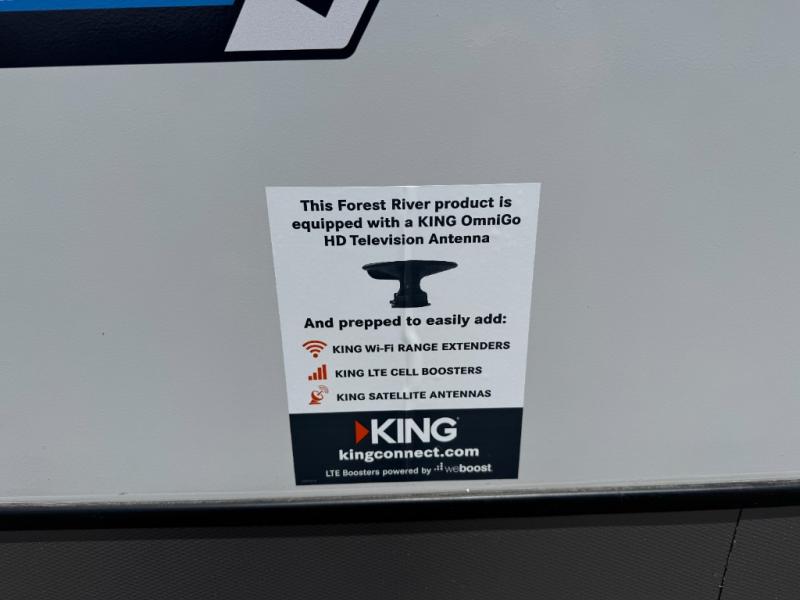 This Forest River product is
equipped with a KING OmniGo
HD Television Antenna
And prepped to easily add:
KING Wi-Fi RANGE EXTENDERS
KING LTE CELL BOOSTERS
KING SATELLITE ANTENNAS
KING
kingconnect.com
LTE Boosters powered by weboost